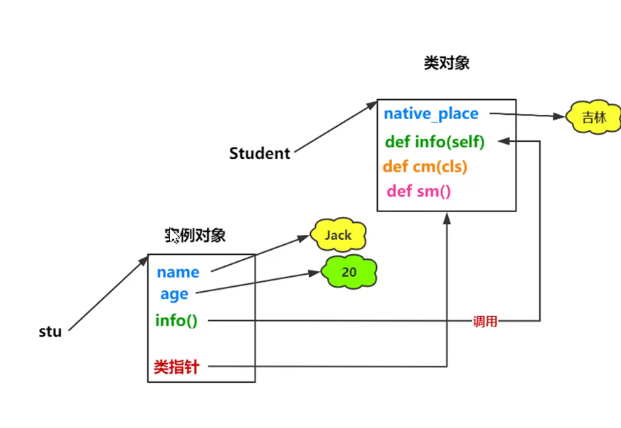 类对象
native_place
吉林
def info(self)
Student
def cm(cls)
def sm()
实例对象
Jack
name
20
age
info()
调用
stu
类指针